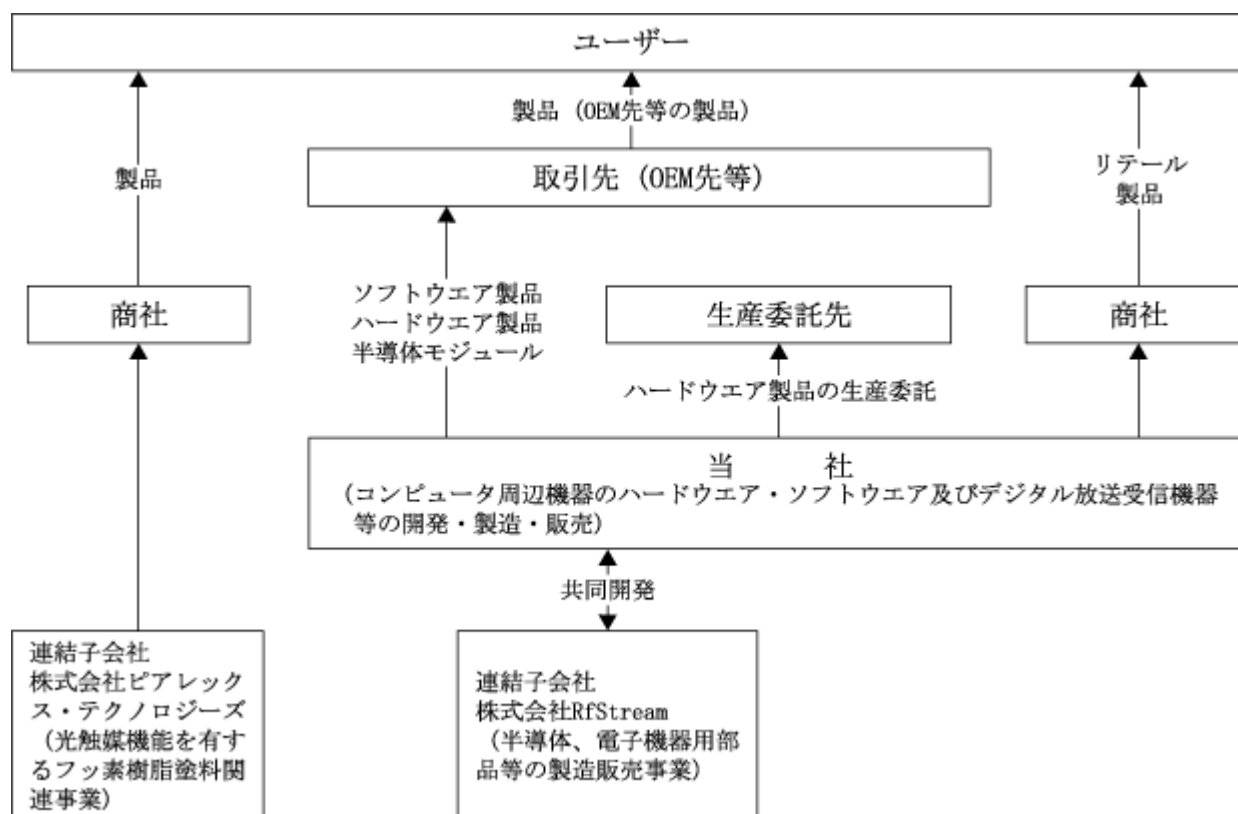 ユーザー
製品 (OEM先等の製品)
取引先 (OEM先等)
製品
リテール
製品
商社
ソフトウエア製品
ハードウエア製品
半導体モジュール
生産委託先
商社
ハードウエア製品の生産委託
当　　社
(コンピュータ周辺機器のハードウエア・ソフトウエア及びデジタル放送受信機器
等の開発・製造・販売)
共同開発
連結子会社
株式会社ピアレック
ス・テクノロジーズ
(光触媒機能を有す
るフッ素樹脂塗料関
連事業)
連結子会社
株式会社RfStream
(半導体、電子機器用部
品等の製造販売事業)